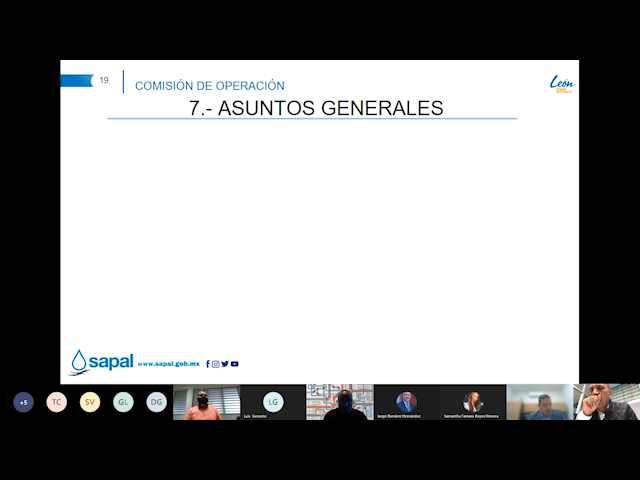 19
COMISIÓN DE OPERACIÓN
León
7.- ASUNTOS GENERALES
sapal
www.sapal.gob.mx
+5
TC
SV
GL
DG
LG
Luis Gerardo
Jorge Ramírez Hernández
Samantha Tamara Reyes Herrera